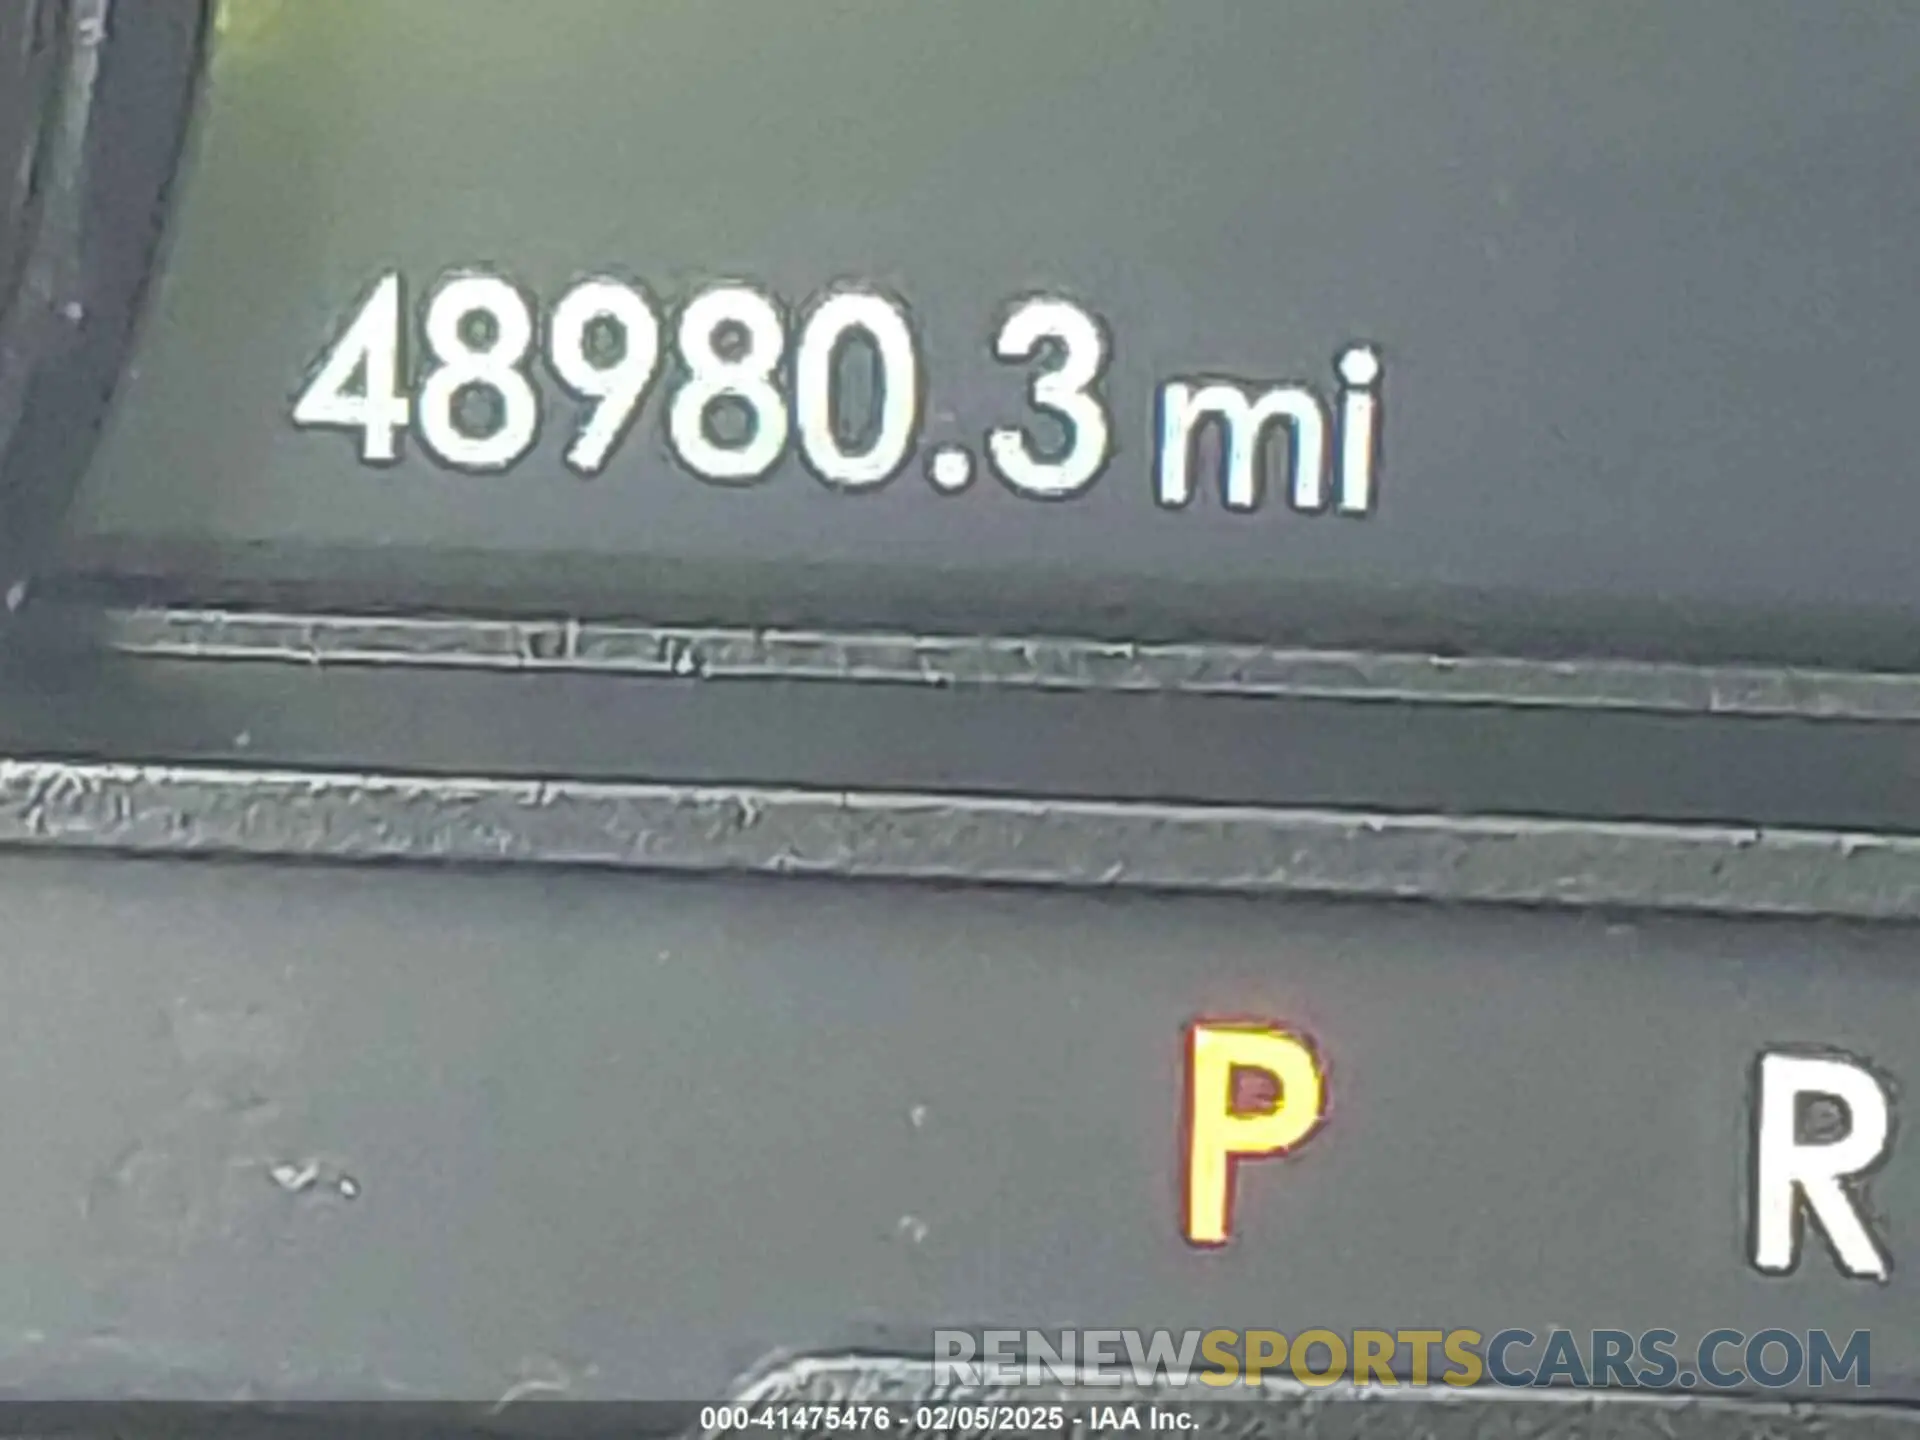 48980.3 mi
P R
RENEWSPORTSCARS.COM
000-41475476 - 02/05/2025 - IAA Inc.